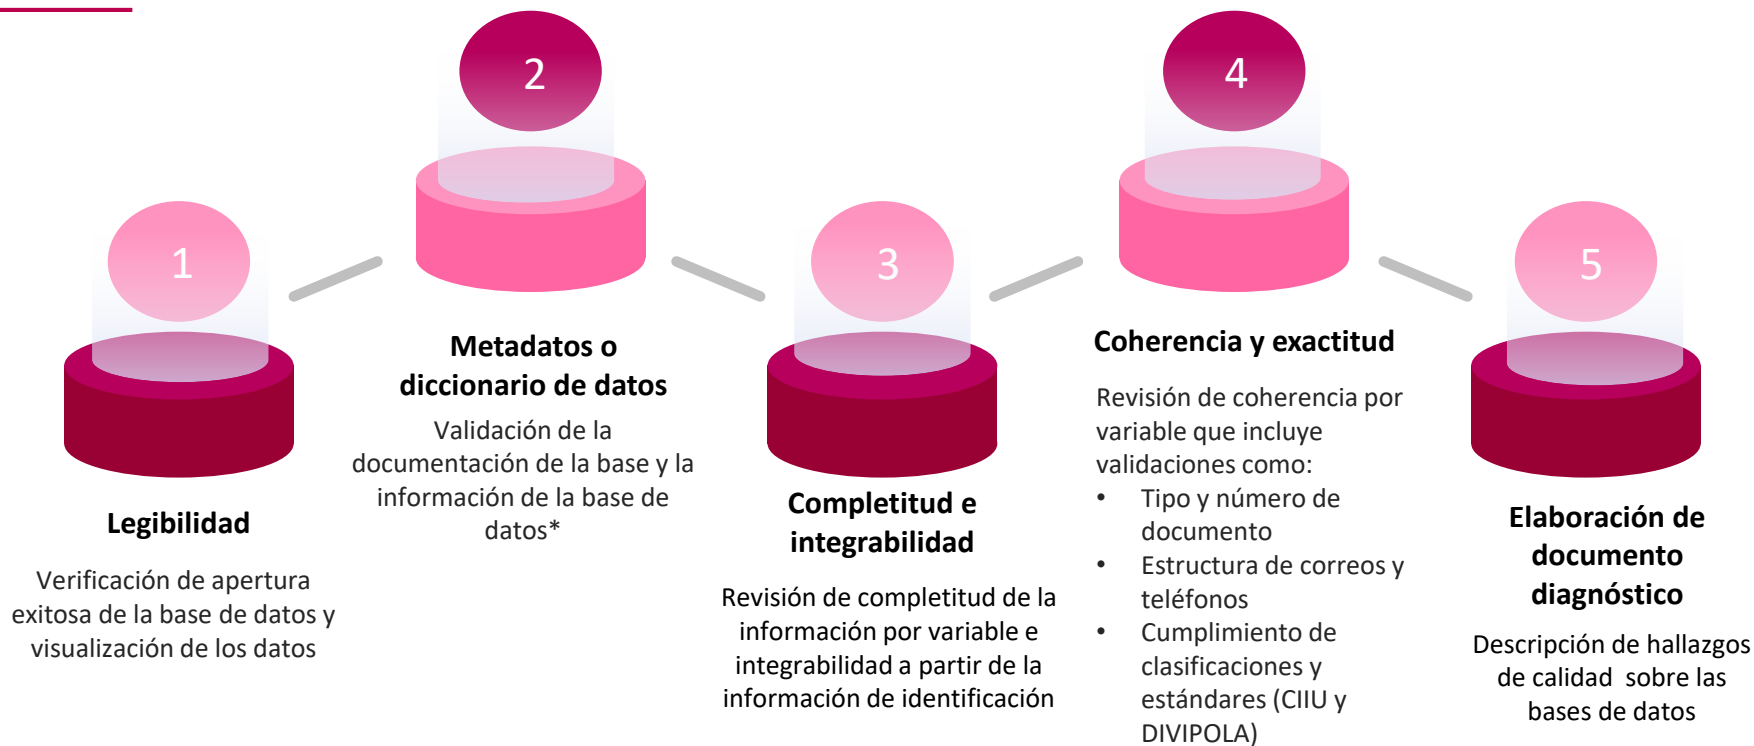 1
Legibilidad
Verificación de apertura
exitosa de la base de datos y
visualización de los datos
2
Metadatos o
diccionario de datos
Validación de la
documentación de la base y la
información de la base de
datos*
3
Completitud e
integrabilidad
Revisión de completitud de la
información por variable e
integrabilidad a partir de la
información de identificación
4
Coherencia y exactitud
Revisión de coherencia por
variable que incluye
validaciones como:
• Tipo y número de
documento
• Estructura de correos y
teléfonos
• Cumplimiento de
clasificaciones y
estándares (CIIU y
DIVIPOLA)
5
Elaboración de
documento
diagnóstico
Descripción de hallazgos
de calidad  sobre las
bases de datos